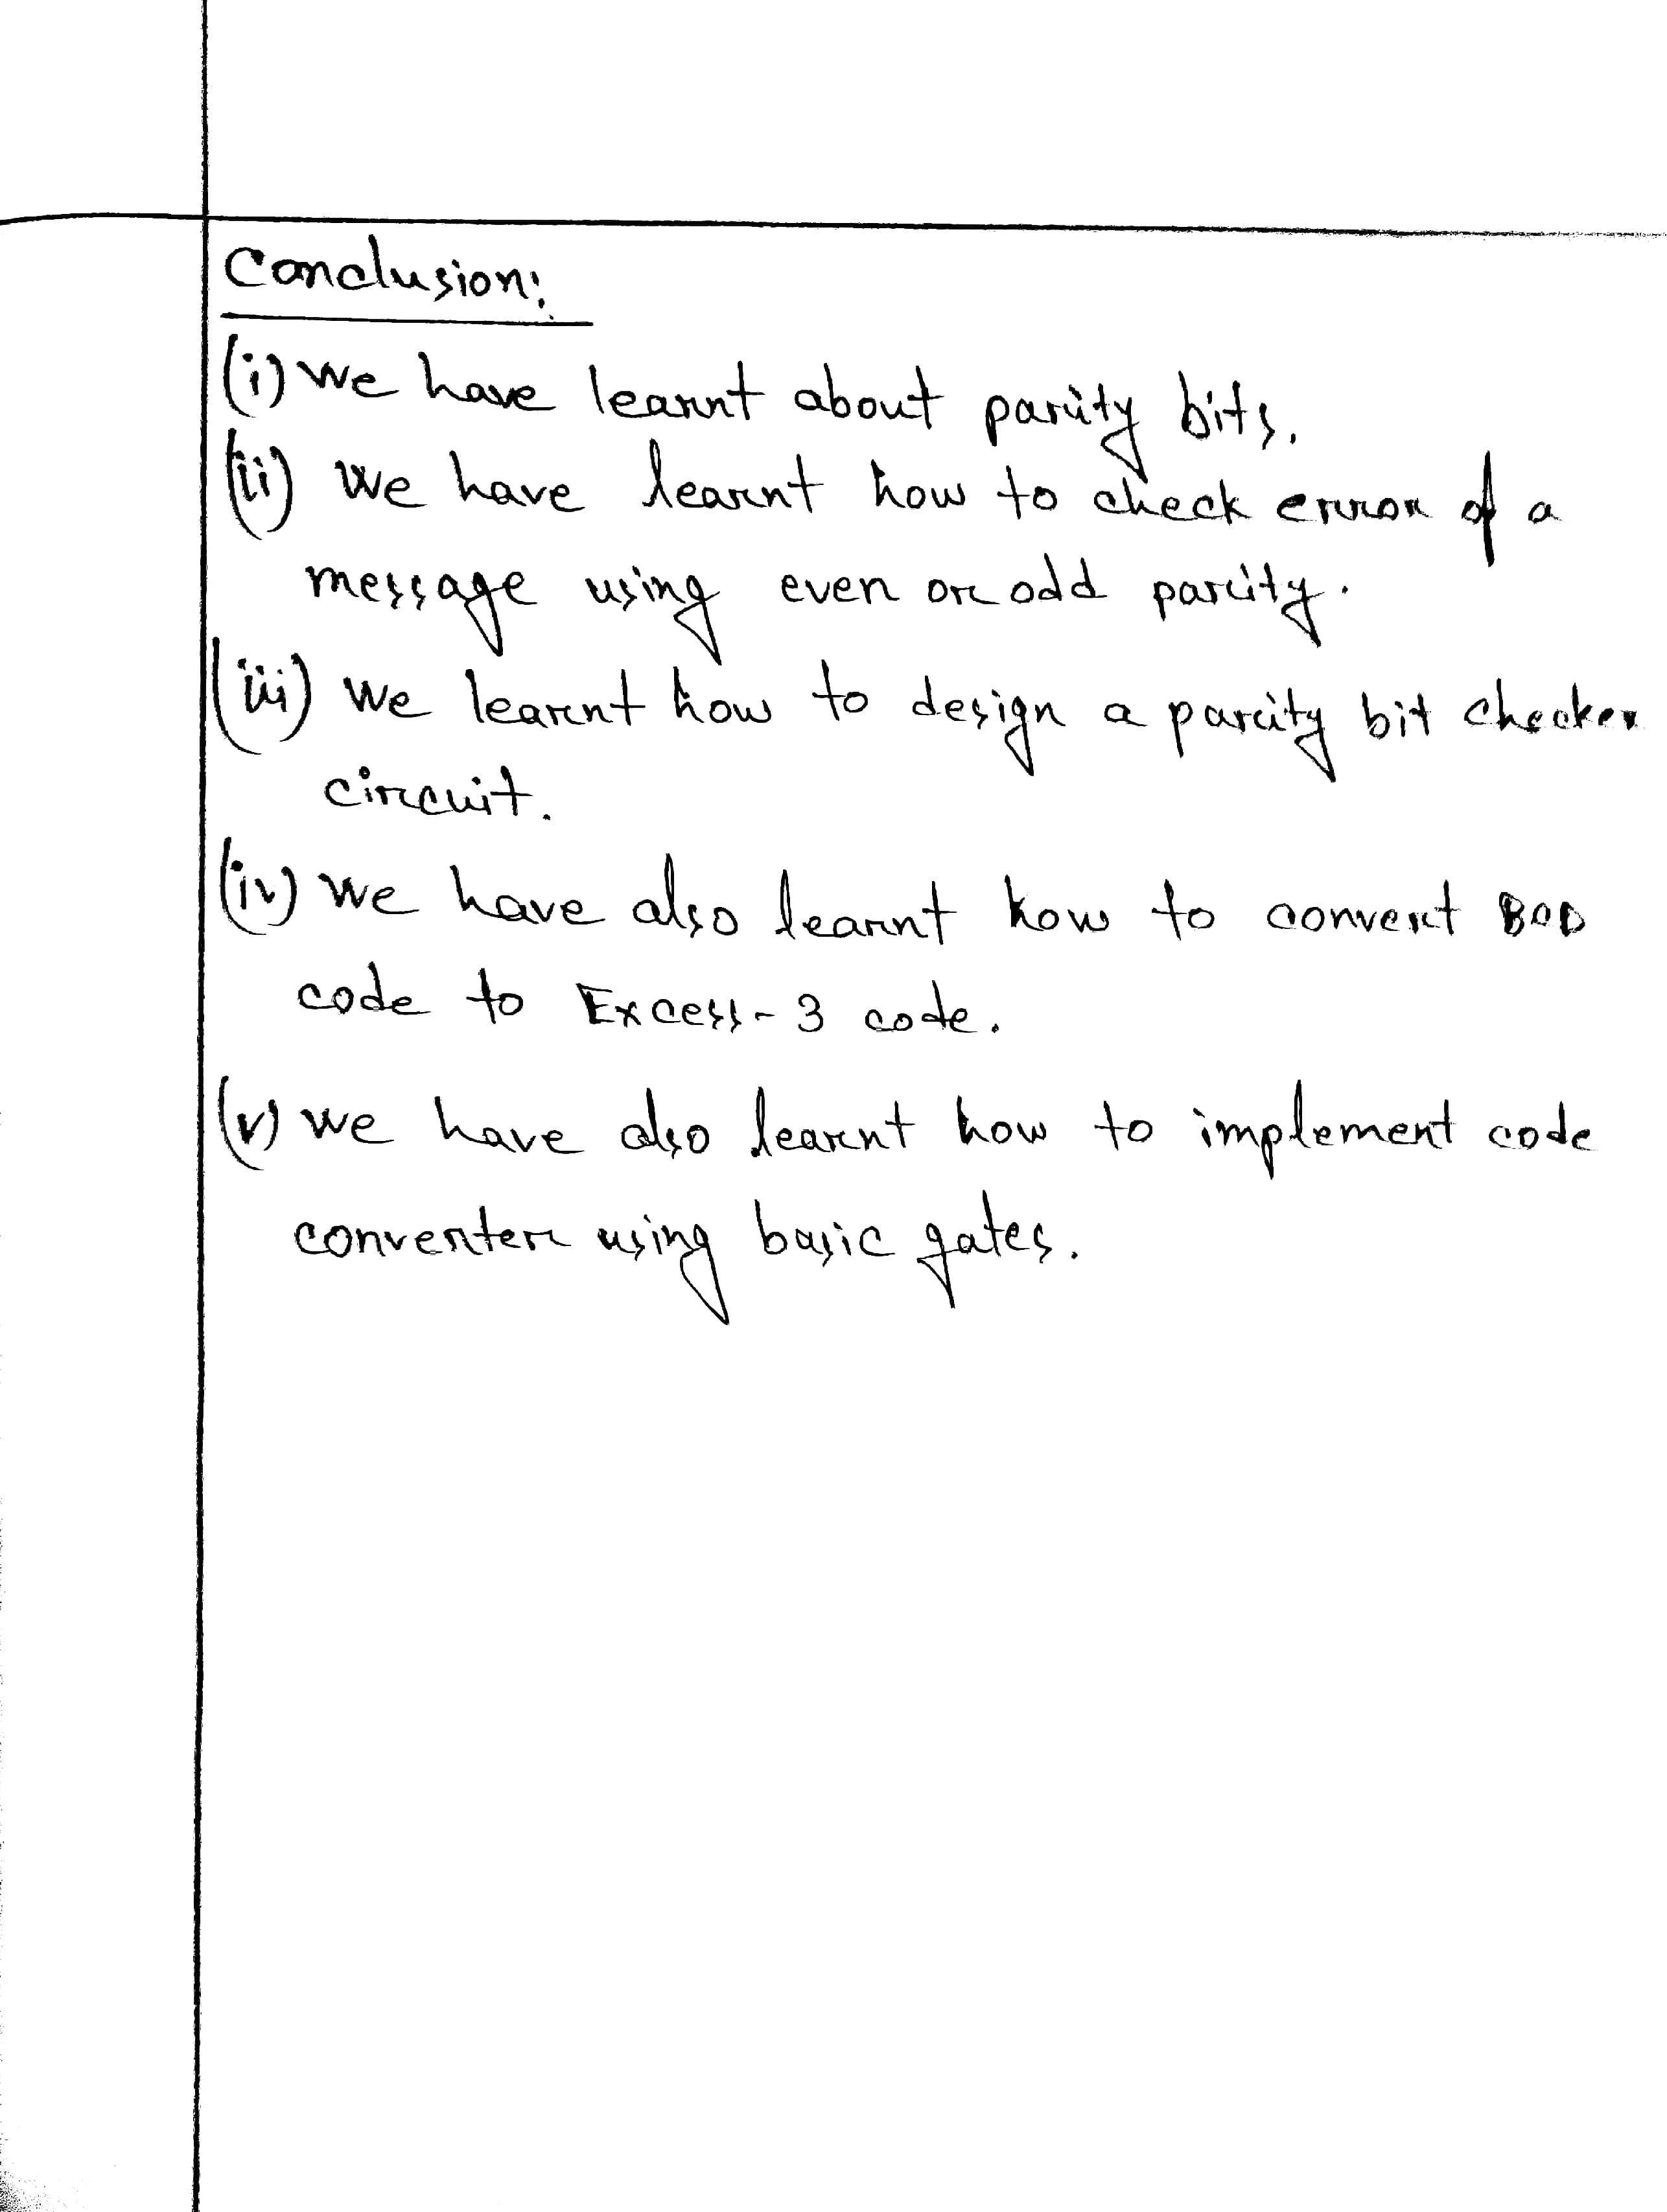 Conclusion:
(i) We have learnt about parity bits.
(ii) We have learnt how to check error of a
message using even or odd parity.
(iii) We learnt how to design a parity bit checker
circuit.
(iv) We have also learnt how to convert BCD
code to Excess-3 code.
(v) We have also learnt how to implement code
converter using basic gates.